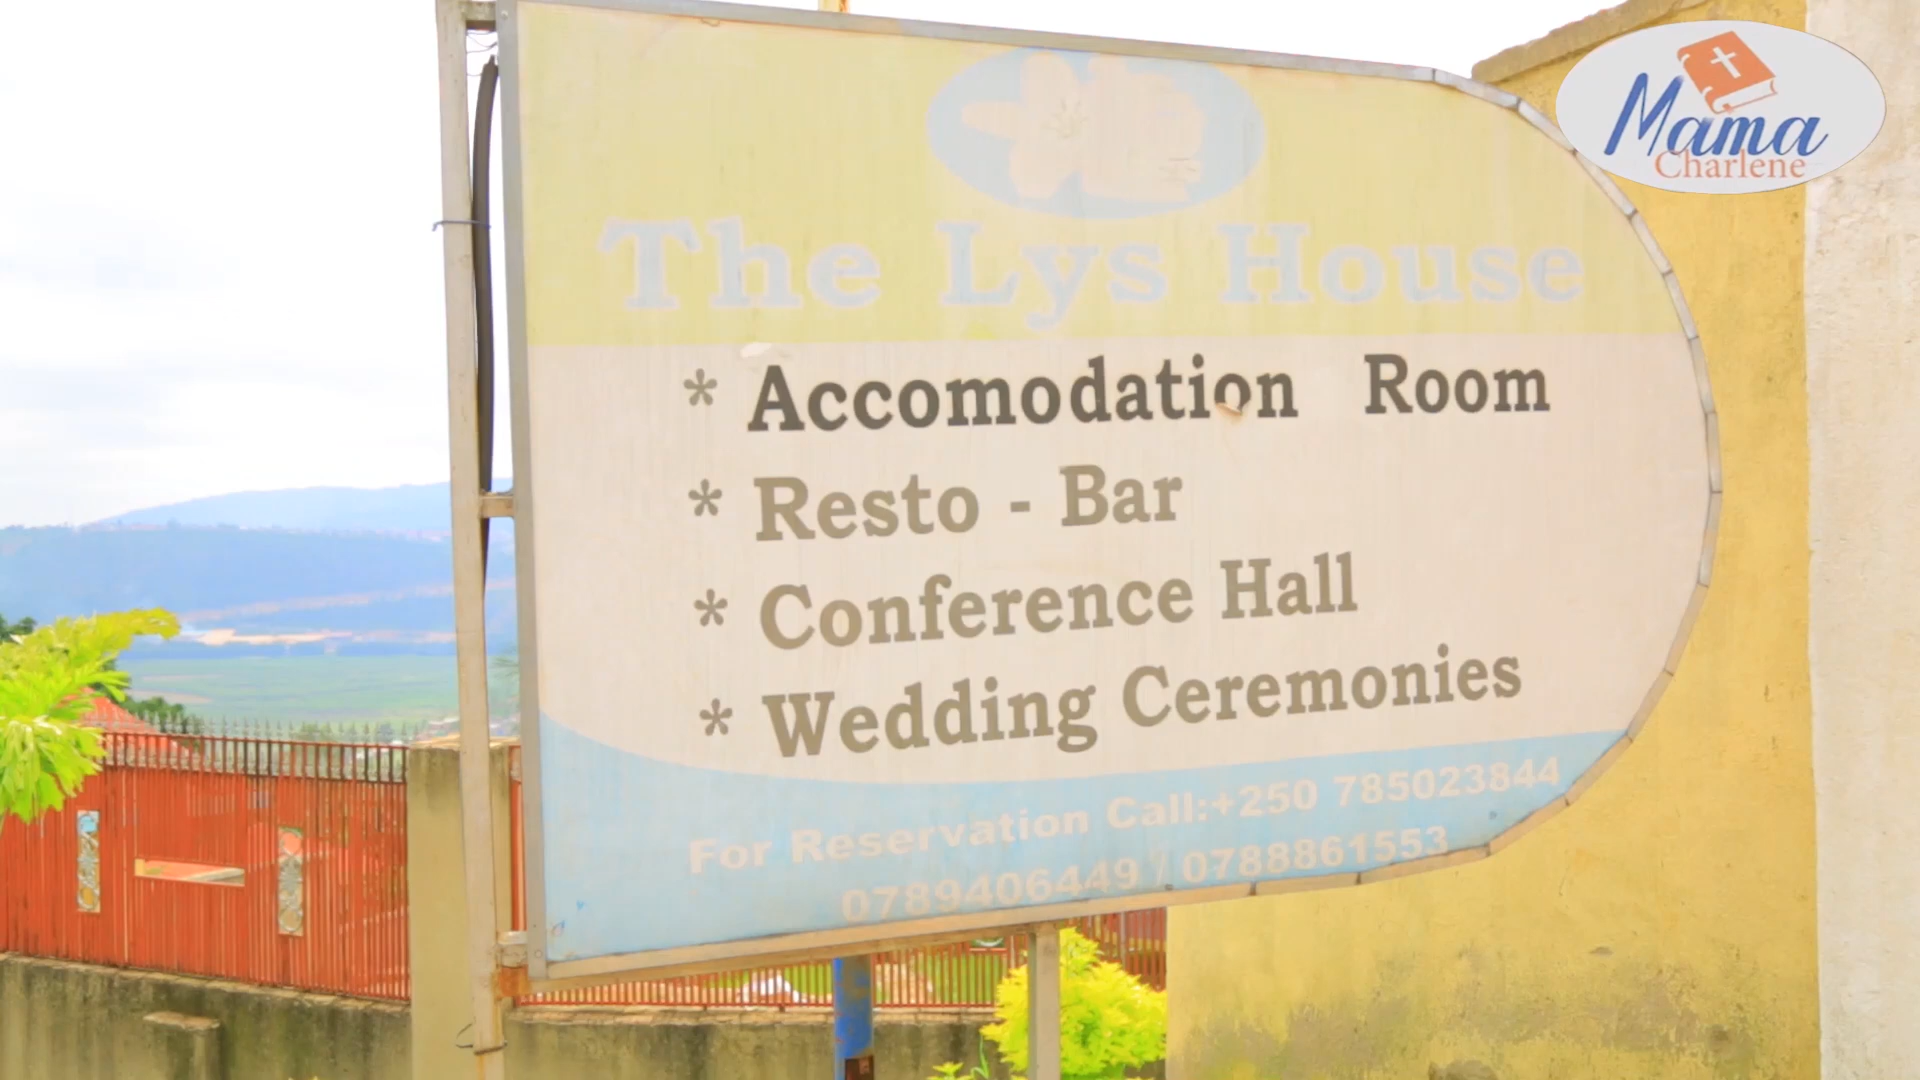 Mama
Charlene
The Lys House
* Accomodation Room
* Resto - Bar
* Conference Hall
* Wedding Ceremonies
For Reservation Call:+250 785023844
0789406449 / 0788861553